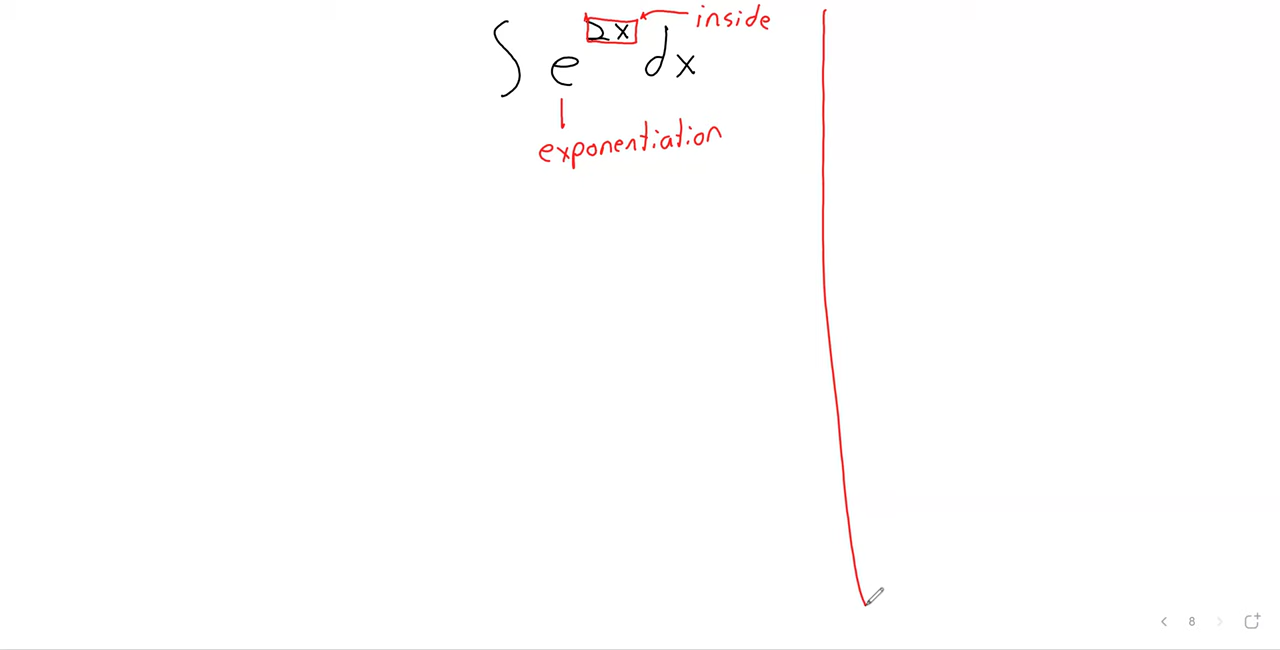 inside
∫ e^{2x} dx
exponentiation
8